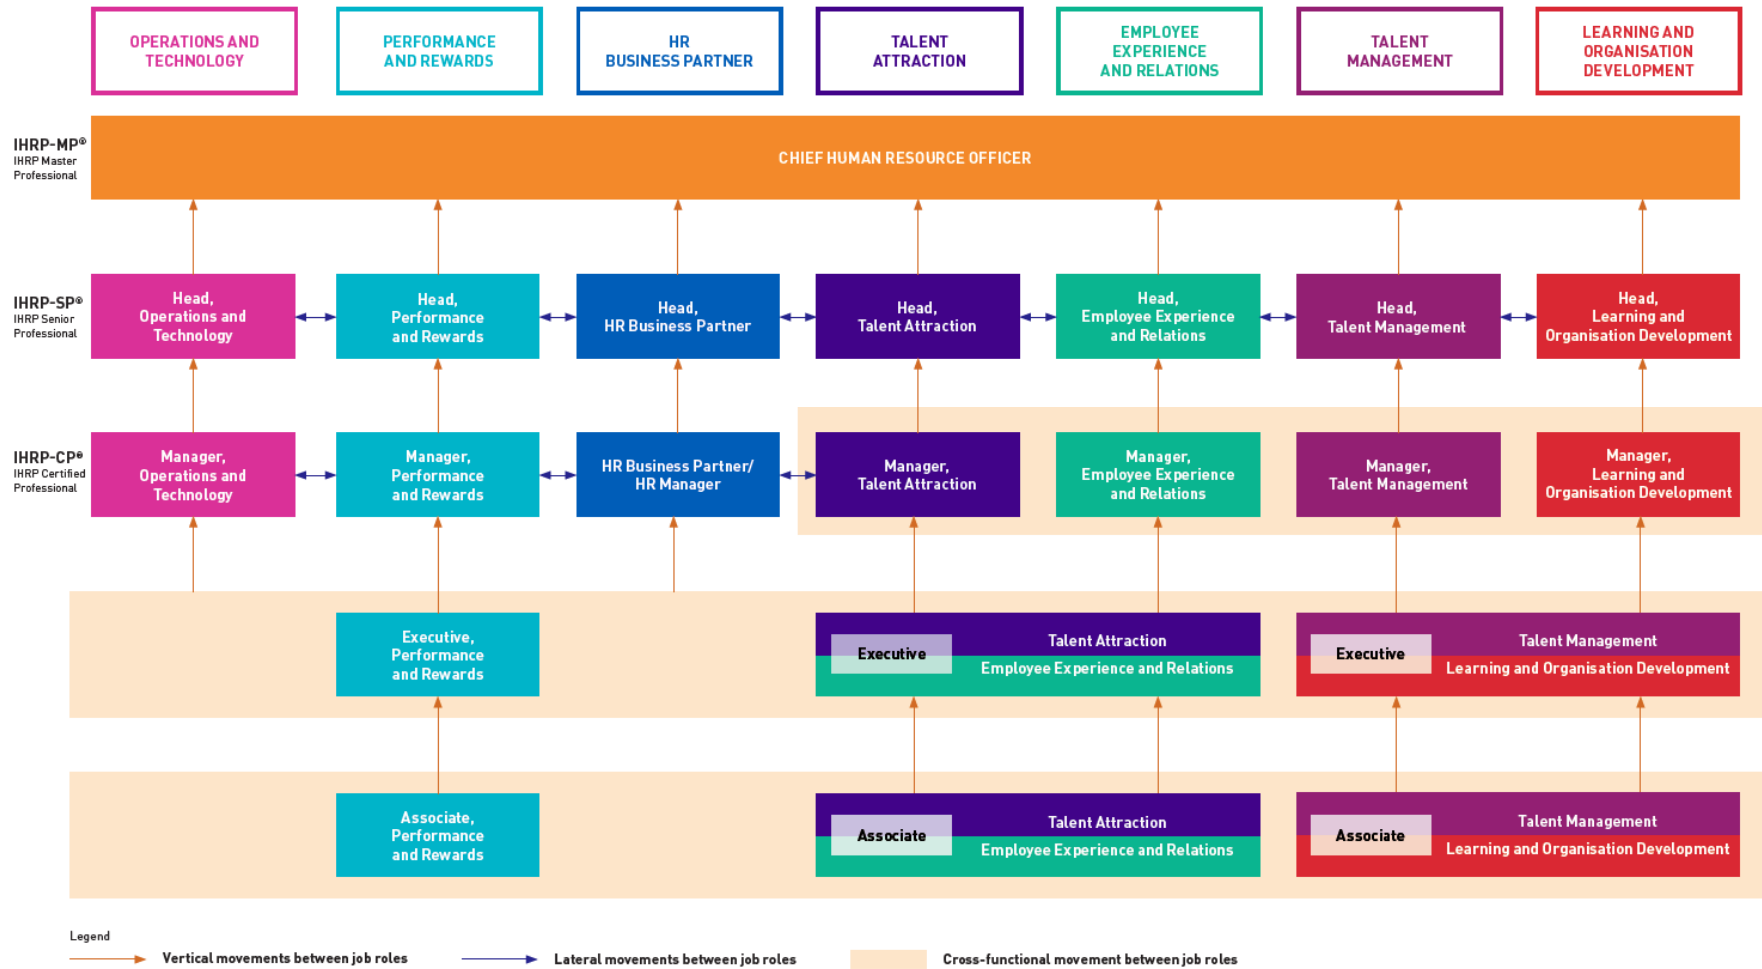 OPERATIONS AND
TECHNOLOGY
PERFORMANCE
AND REWARDS
HR
BUSINESS PARTNER
TALENT
ATTRACTION
EMPLOYEE
EXPERIENCE
AND RELATIONS
TALENT
MANAGEMENT
LEARNING AND
ORGANISATION
DEVELOPMENT
IHRP-MP®
IHRP Master
Professional
CHIEF HUMAN RESOURCE OFFICER
IHRP-SP®
IHRP Senior
Professional
Head,
Operations and
Technology
Head,
Performance
and Rewards
Head,
HR Business Partner
Head,
Talent Attraction
Head,
Employee Experience
and Relations
Head,
Talent Management
Head,
Learning and
Organisation Development
IHRP-CP®
IHRP Certified
Professional
Manager,
Operations and
Technology
Manager,
Performance
and Rewards
HR Business Partner/
HR Manager
Manager,
Talent Attraction
Manager,
Employee Experience
and Relations
Manager,
Talent Management
Manager,
Learning and
Organisation Development
Executive,
Performance
and Rewards
Executive
Talent Attraction
Employee Experience and Relations
Executive
Talent Management
Learning and Organisation Development
Associate,
Performance
and Rewards
Associate
Talent Attraction
Employee Experience and Relations
Associate
Talent Management
Learning and Organisation Development
Legend
Vertical movements between job roles
Lateral movements between job roles
Cross-functional movement between job roles